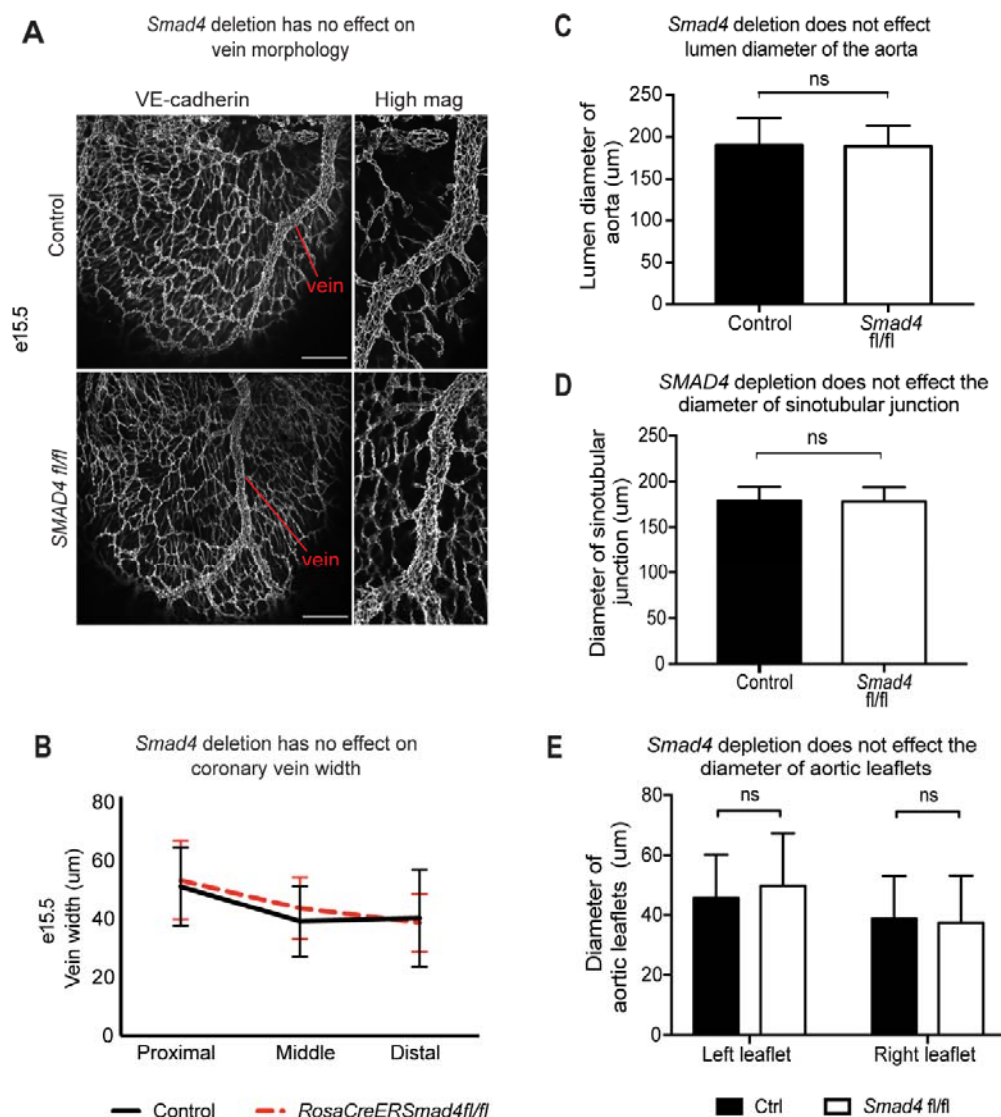 A
Smad4 deletion has no effect on
vein morphology
VE-cadherin
High mag
e15.5
Control
vein
SMAD4 fl/fl
vein
B
Smad4 deletion has no effect on
coronary vein width
e15.5
Vein width (um)
80
60
40
20
0
Proximal
Middle
Distal
Control
RosaCreERSmad4fl/fl
C
Smad4 deletion does not effect
lumen diameter of the aorta
Lumen diameter of
aorta (um)
250
200
150
100
50
0
ns
Control
Smad4
fl/fl
D
SMAD4 depletion does not effect the
diameter of sinotubular junction
Diameter of sinotubular
junction (um)
250
200
150
100
50
0
ns
Control
Smad4
fl/fl
E
Smad4 depletion does not effect the
diameter of aortic leaflets
Diameter of
aortic leaflets (um)
80
60
40
20
0
ns
ns
Left leaflet
Right leaflet
Ctrl
Smad4 fl/fl